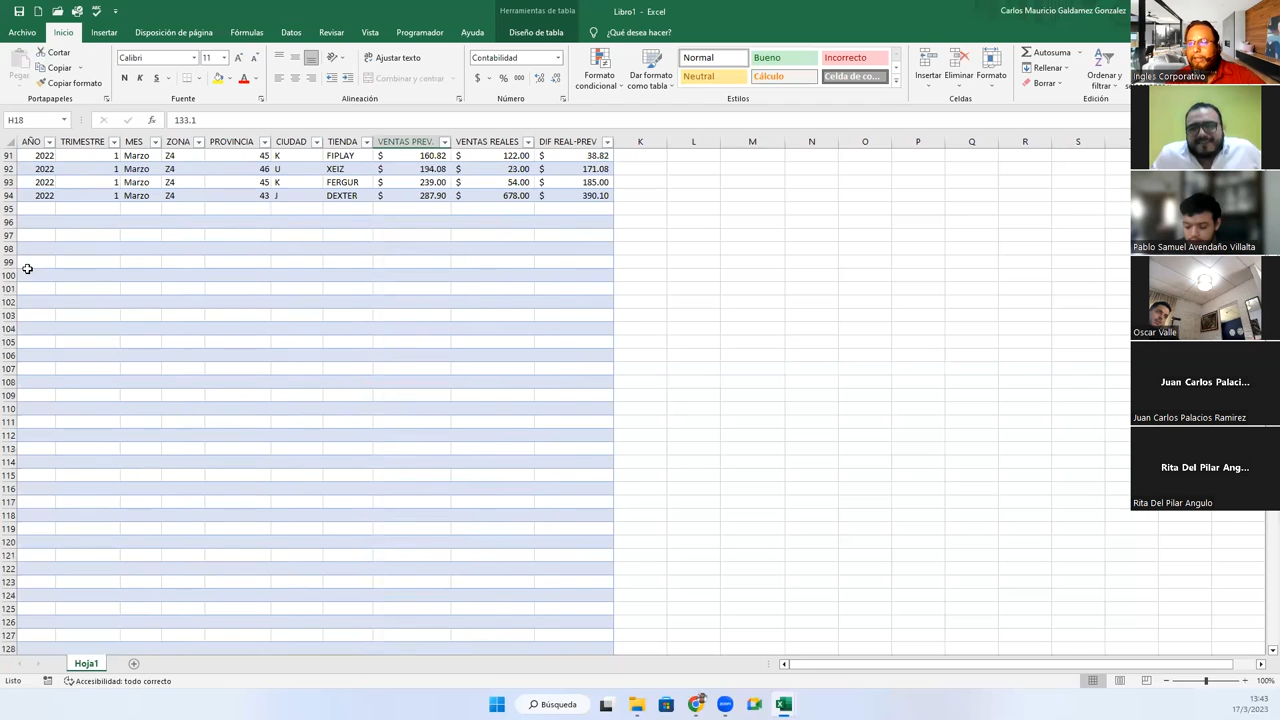 Herramientas de tabla
Libro1 - Excel
Carlos Mauricio Galdamez Gonzalez
Archivo Inicio Insertar Disposición de página Fórmulas Datos Revisar Vista Programador Ayuda Diseño de tabla ¿Qué desea hacer?
Cortar
Copiar
Copiar formato
Portapapeles
Calibri 11
N K S
Fuente
Ajustar texto
Combinar y centrar
Alineación
Contabilidad
$ % 000
Número
Formato condicional
Dar formato como tabla
Normal Bueno Incorrecto
Neutral Cálculo Celda de co...
Estilos
Insertar Eliminar Formato
Celdas
Autosuma
Rellenar
Borrar
Ordenar y filtrar
Edición
H18 fx 133.1
AÑO TRIMESTRE MES ZONA PROVINCIA CIUDAD TIENDA VENTAS PREV. VENTAS REALES DIF REAL-PREV K L M N O P Q R S
91 2022 1 Marzo Z4 45 K FIPLAY $ 160.82 $ 122.00 $ 38.82
92 2022 1 Marzo Z4 46 U XEIZ $ 194.08 $ 23.00 $ 171.08
93 2022 1 Marzo Z4 45 K FERGUR $ 239.00 $ 54.00 $ 185.00
94 2022 1 Marzo Z4 43 J DEXTER $ 287.90 $ 678.00 $ 390.10
95
96
97
98
99
100
101
102
103
104
105
106
107
108
109
110
111
112
113
114
115
116
117
118
119
120
121
122
123
124
125
126
127
128
Hoja1
Listo Accesibilidad: todo correcto
100%
Búsqueda
zoom
13:43
17/3/2023
Ingles Corporativo
Pablo Samuel Avendaño Villalta
Oscar Valle
Juan Carlos Palaci...
Juan Carlos Palacios Ramirez
Rita Del Pilar Ang...
Rita Del Pilar Angulo